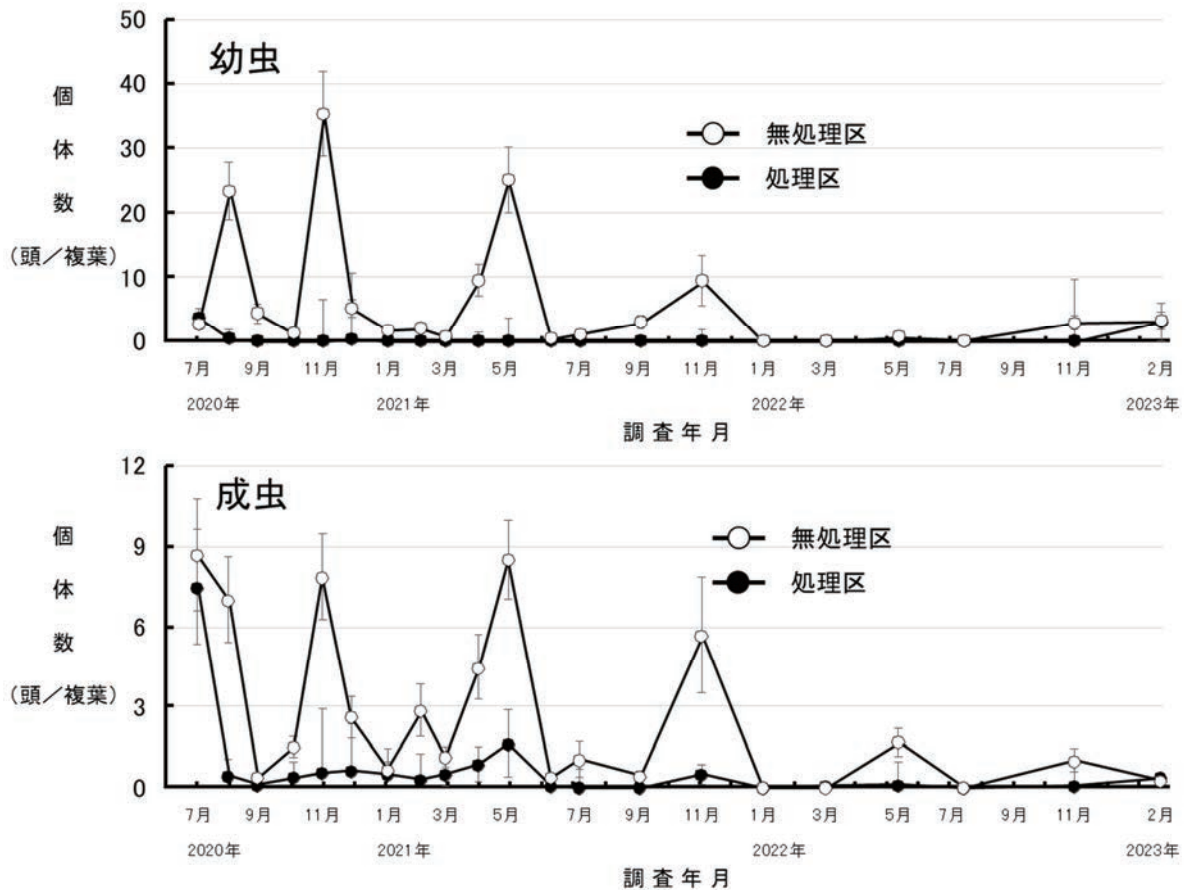 幼虫
個
体
数
(頭/複葉)
50
40
30
20
10
0
無処理区
処理区
7月 9月 11月 1月 3月 5月 7月 9月 11月 1月 3月 5月 7月 9月 11月 2月
2020年 2021年 2022年 2023年
調査年月
成虫
個
体
数
(頭/複葉)
12
9
6
3
0
無処理区
処理区
7月 9月 11月 1月 3月 5月 7月 9月 11月 1月 3月 5月 7月 9月 11月 2月
2020年 2021年 2022年 2023年
調査年月